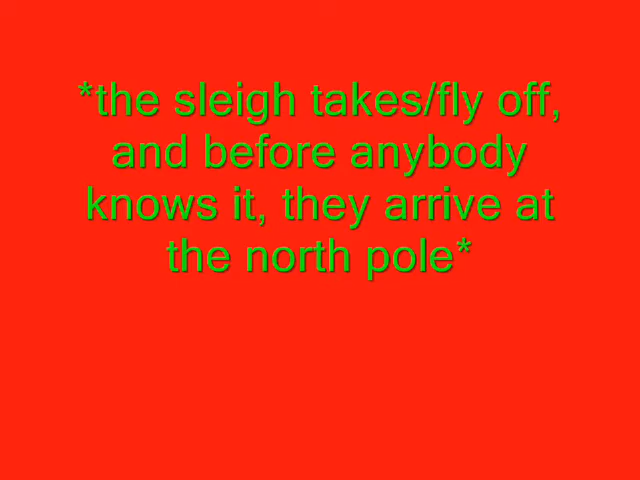 *the sleigh takes/fly off,
and before anybody
knows it, they arrive at
the north pole*